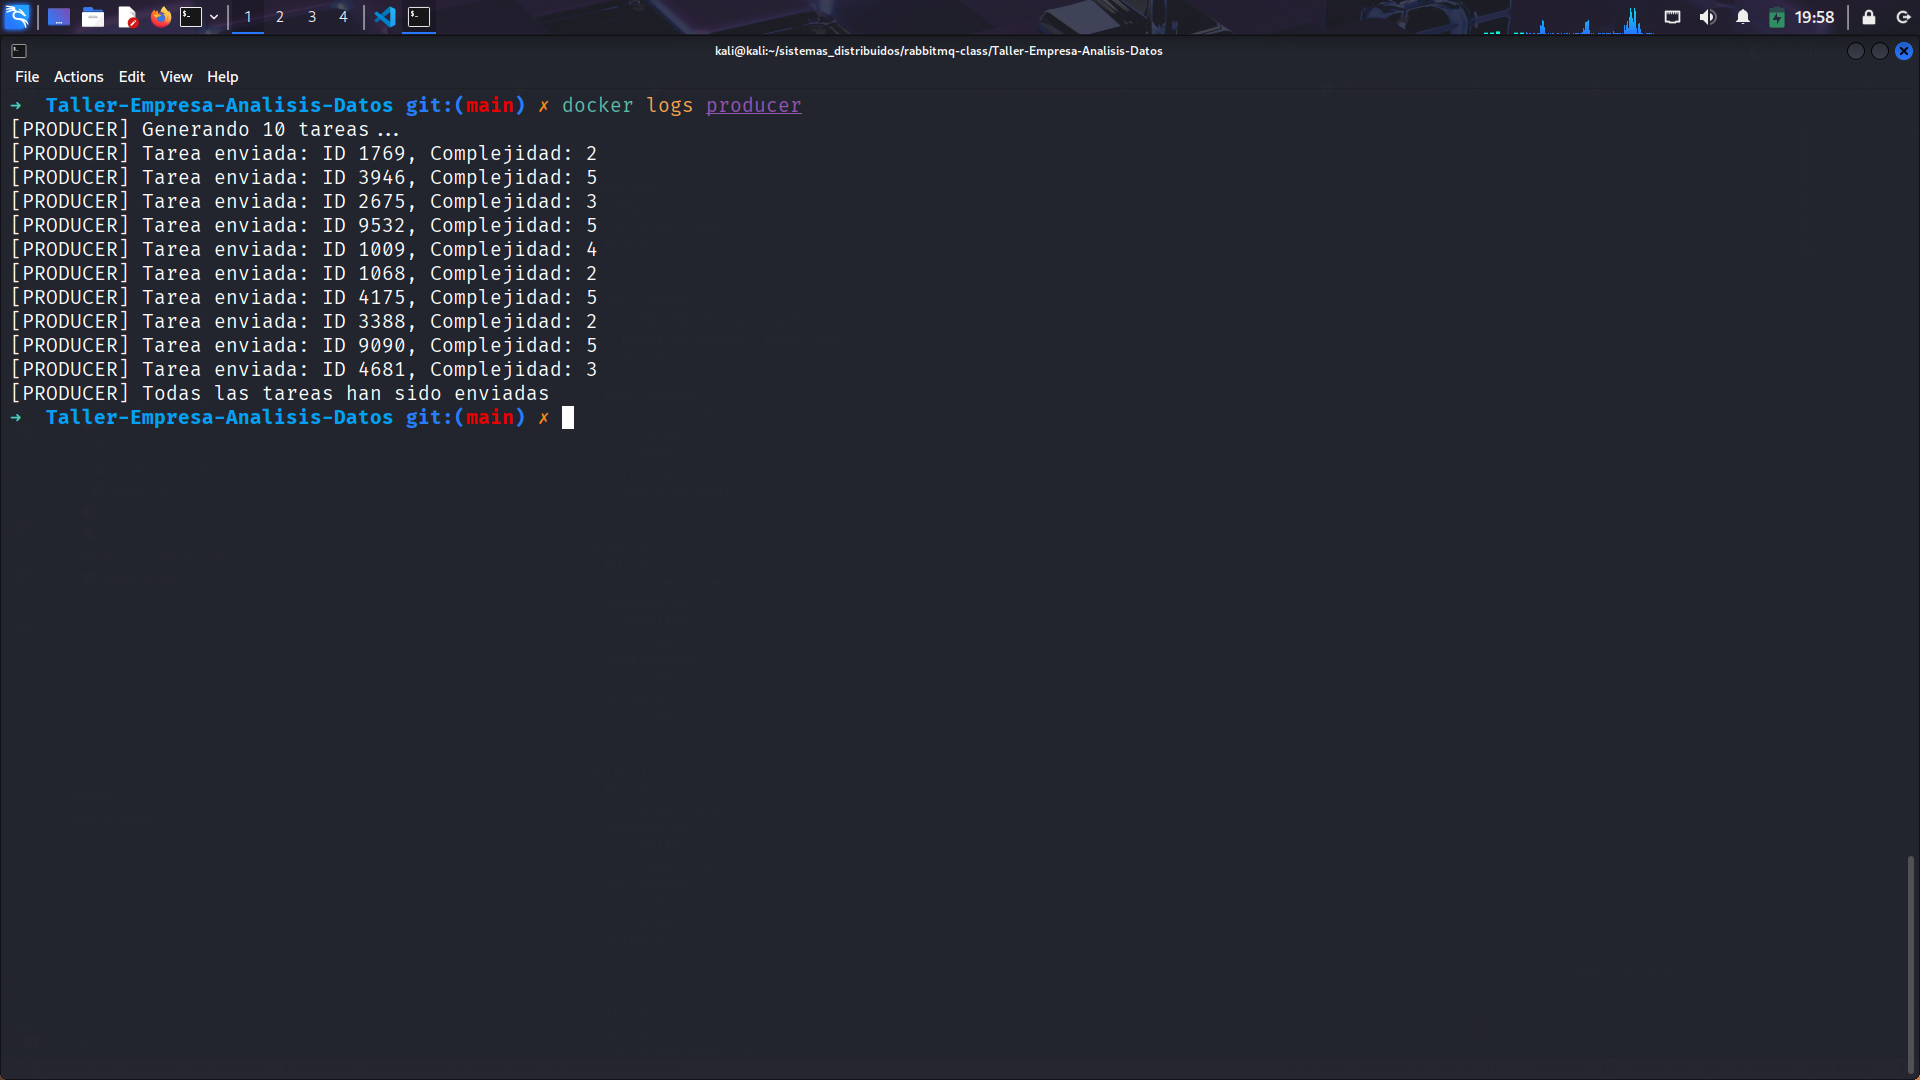 1 2 3 4 19:58
kali@kali:~/sistemas_distribuidos/rabbitmq-class/Taller-Empresa-Analisis-Datos
File Actions Edit View Help
→ Taller-Empresa-Analisis-Datos git:(main) ✗ docker logs producer
[PRODUCER] Generando 10 tareas...
[PRODUCER] Tarea enviada: ID 1769, Complejidad: 2
[PRODUCER] Tarea enviada: ID 3946, Complejidad: 5
[PRODUCER] Tarea enviada: ID 2675, Complejidad: 3
[PRODUCER] Tarea enviada: ID 9532, Complejidad: 5
[PRODUCER] Tarea enviada: ID 1009, Complejidad: 4
[PRODUCER] Tarea enviada: ID 1068, Complejidad: 2
[PRODUCER] Tarea enviada: ID 4175, Complejidad: 5
[PRODUCER] Tarea enviada: ID 3388, Complejidad: 2
[PRODUCER] Tarea enviada: ID 9090, Complejidad: 5
[PRODUCER] Tarea enviada: ID 4681, Complejidad: 3
[PRODUCER] Todas las tareas han sido enviadas
→ Taller-Empresa-Analisis-Datos git:(main) ✗